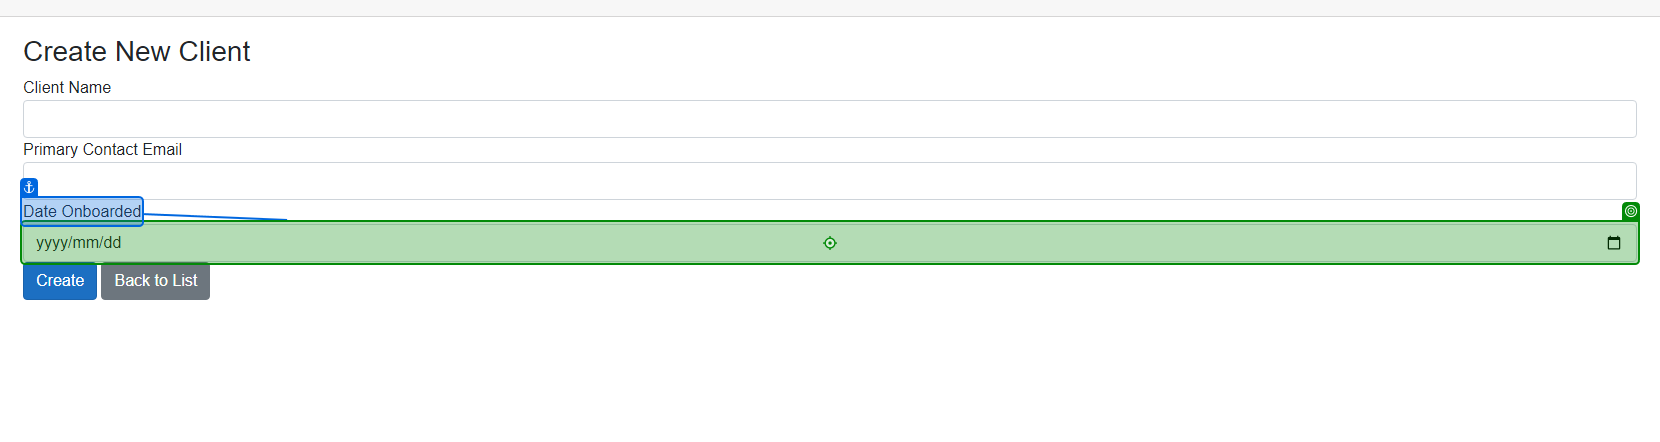 Create New Client
Client Name
Primary Contact Email
Date Onboarded
yyyy/mm/dd
Create Back to List